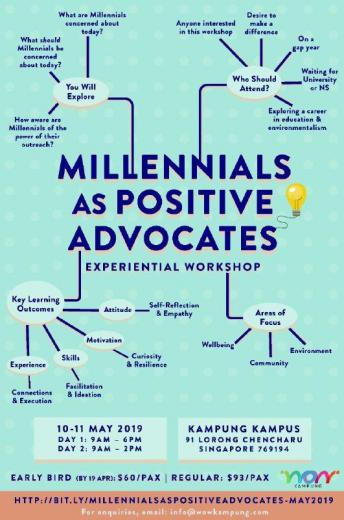 What are Millennials
concerned about
today?
What should
Millennials be
concerned about today?
You Will
Explore
How aware are
Millennials of the
power of their
outreach?
Anyone interested
in this workshop
Desire to
make a
difference
On a
gap year
Who Should
Attend?
Waiting for
University
or NS
Exploring a career
in education &
environmentalism
MILLENNIALS
AS POSITIVE
ADVOCATES
EXPERIENTIAL WORKSHOP
Key Learning
Outcomes
Attitude
Self-Reflection
& Empathy
Motivation
Curiosity
& Resilience
Skills
Facilitation
& Ideation
Experience
Connections
& Execution
Areas of
Focus
Wellbeing
Community
Environment
10-11 MAY 2019
DAY 1: 9AM – 6PM
DAY 2: 9AM – 2PM
KAMPUNG KAMPUS
91 LORONG CHENCHARU
SINGAPORE 769194
EARLY BIRD (BY 19 APR): $60/PAX | REGULAR: $93/PAX
wow
KAMPUNG
HTTP://BIT.LY/MILLENNIALSASPOSITIVEADVOCATES-MAY2019
For enquiries, email: info@wowkampung.com